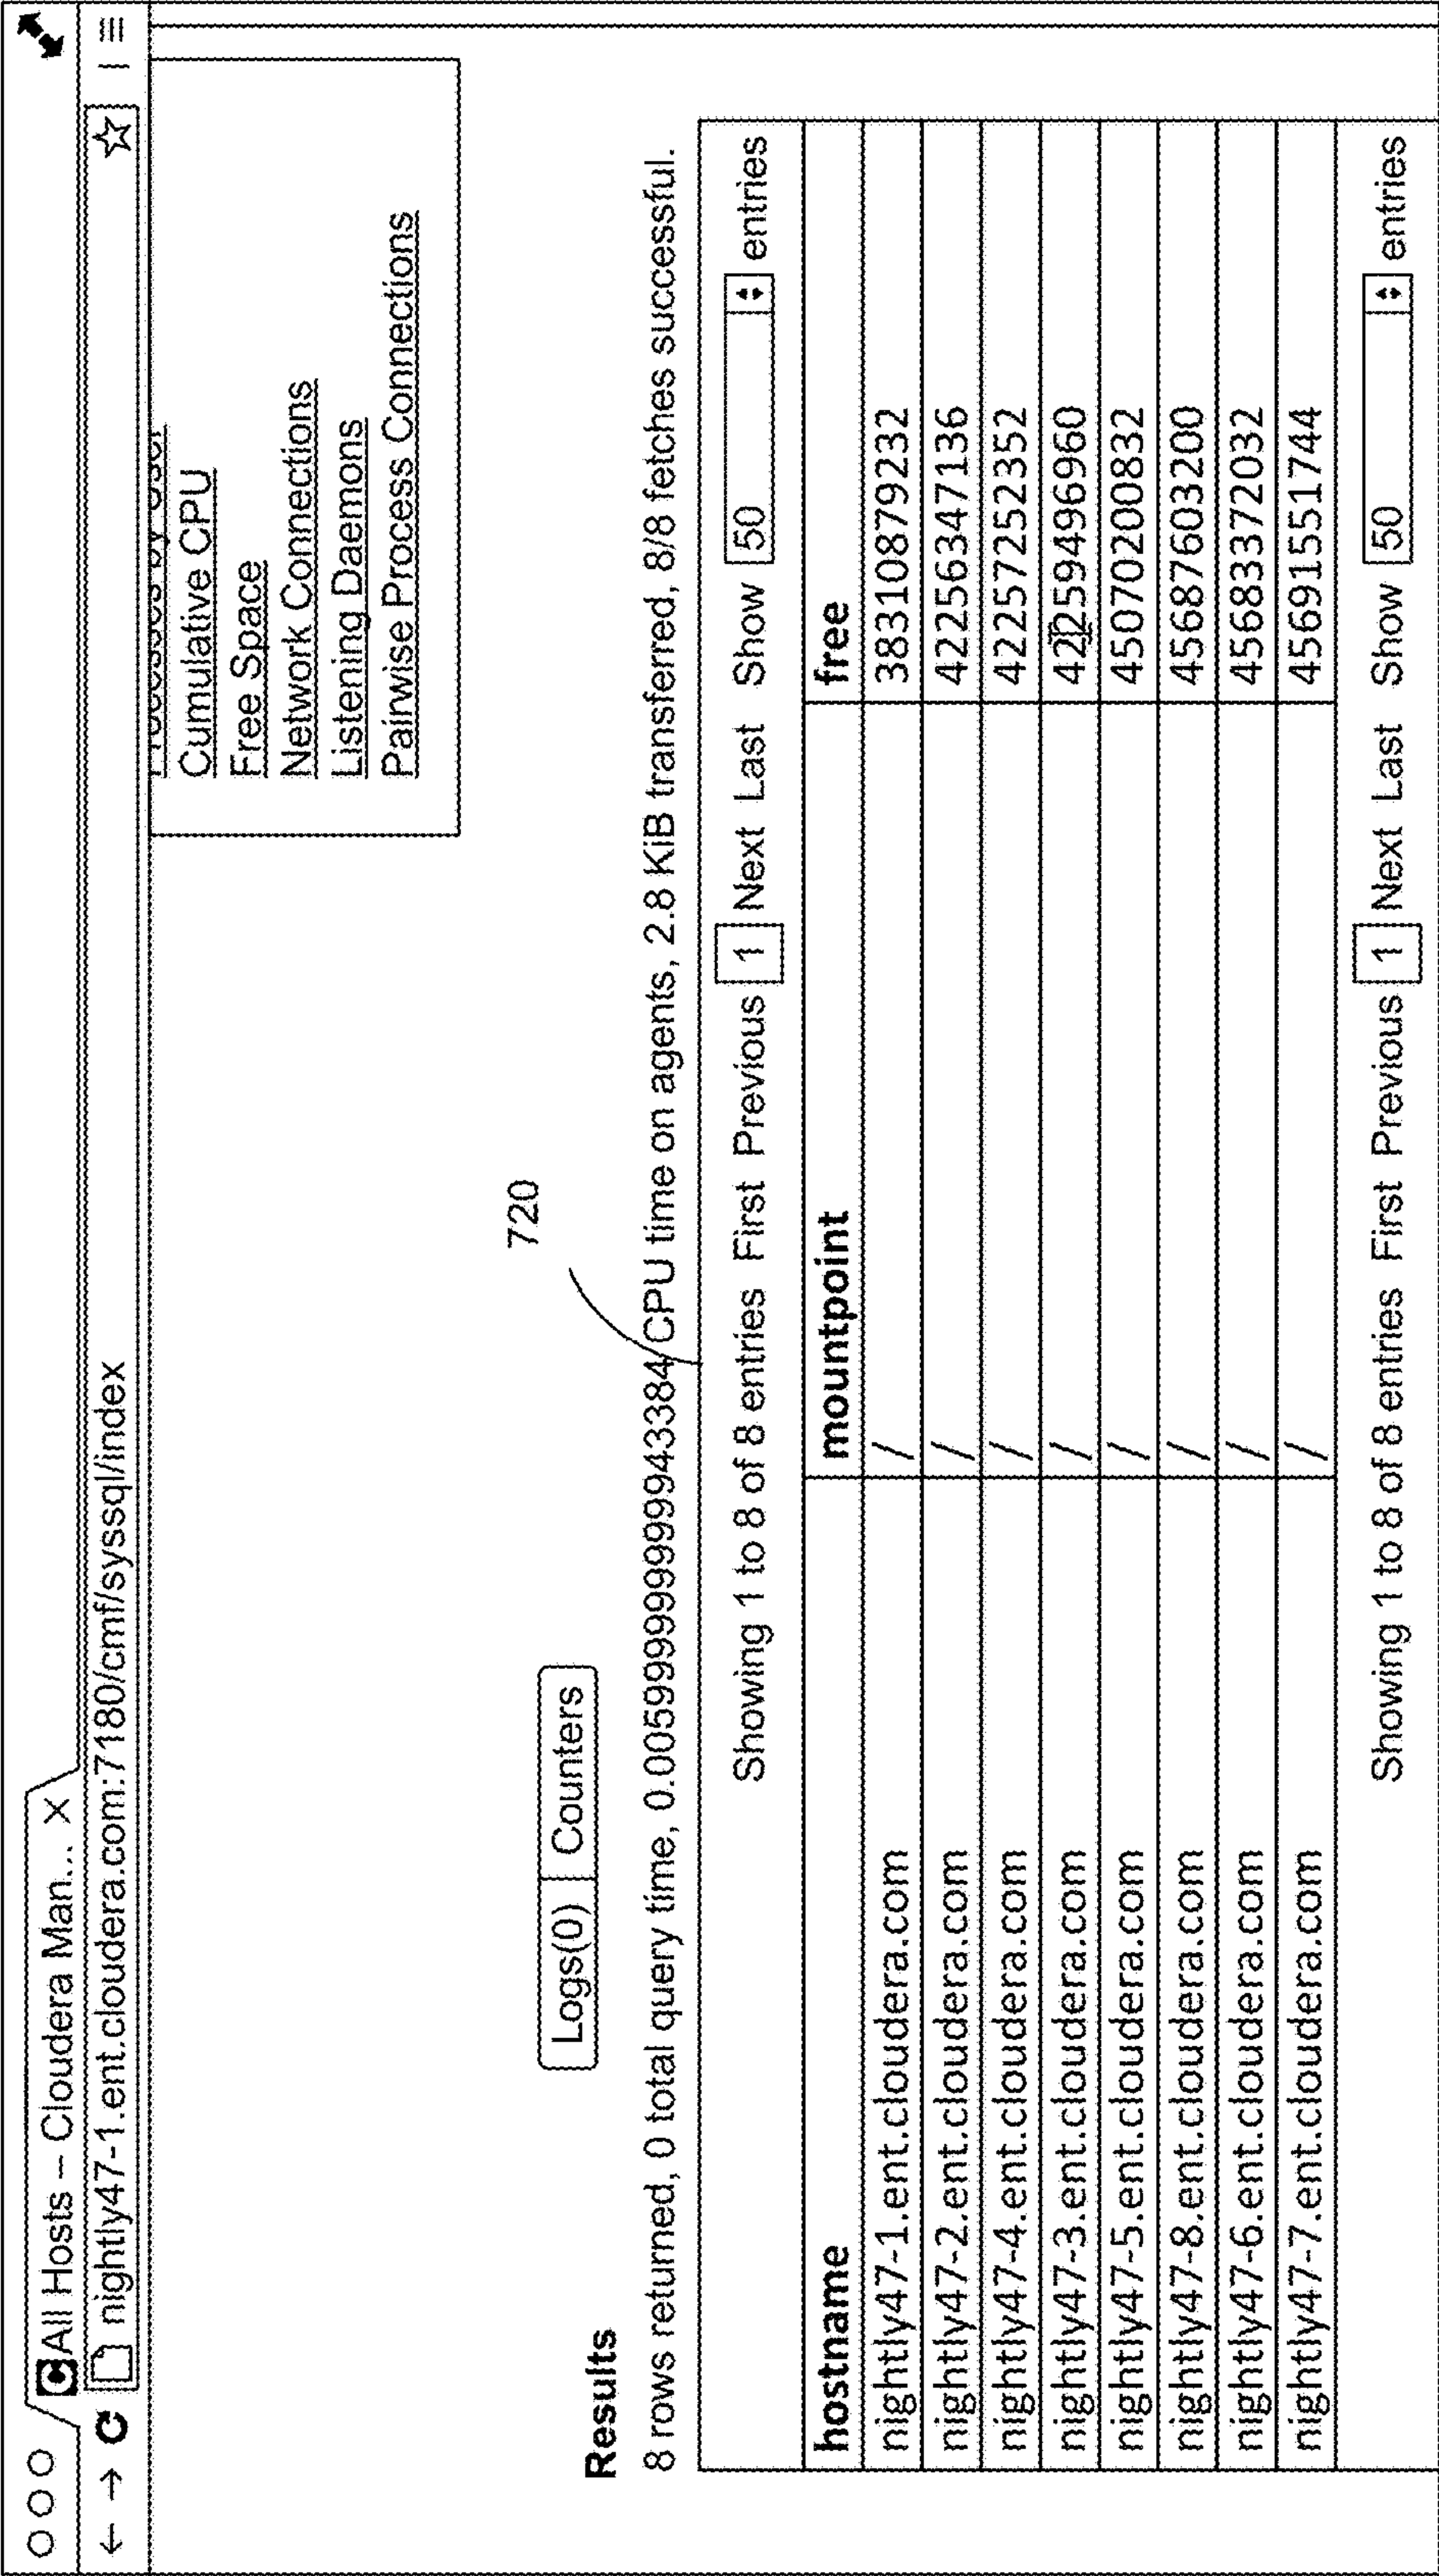 All Hosts – Cloudera Man... X
nightly47-1.ent.cloudera.com:7180/cmf/syssql/index
Cumulative CPU
Free Space
Network Connections
Listening Daemons
Pairwise Process Connections
720
Logs(0) Counters
Results
8 rows returned, 0 total query time, 0.00599999999943384 CPU time on agents, 2.8 KiB transferred, 8/8 fetches successful.
Showing 1 to 8 of 8 entries First Previous 1 Next Last Show 50 entries
hostname mountpoint free
nightly47-1.ent.cloudera.com / 38310879232
nightly47-2.ent.cloudera.com / 42256347136
nightly47-4.ent.cloudera.com / 42257252352
nightly47-3.ent.cloudera.com / 42259496960
nightly47-5.ent.cloudera.com / 45070200832
nightly47-8.ent.cloudera.com / 45687603200
nightly47-6.ent.cloudera.com / 45683372032
nightly47-7.ent.cloudera.com / 45691551744
Showing 1 to 8 of 8 entries First Previous 1 Next Last Show 50 entries